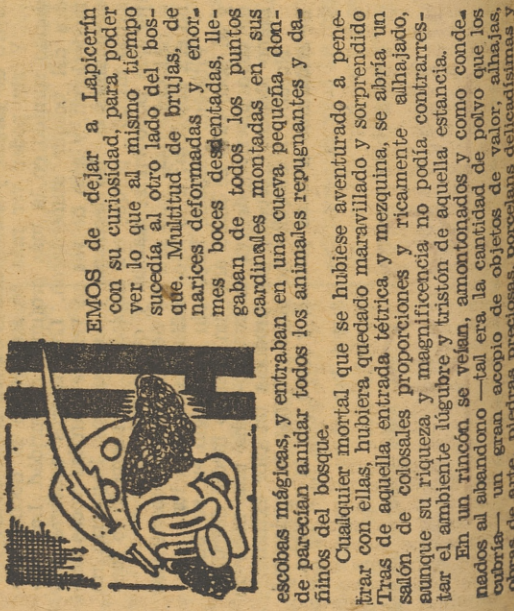 EMOS de dejar a Lapicerín
con su curiosidad, para poder
ver lo que al mismo tiempo
sucedía al otro lado del bos-
que. Multitud de brujas, de
narices deformadas y enor-
mes boces desdentadas, lle-
gaban de todos los puntos
cardinales montadas en sus
escobas mágicas, y entraban en una cueva pequeña don-
de parecían anidar todos los animales repugnantes y da-
ñinos del bosque.
Cualquier mortal que se hubiese aventurado a pene-
trar con ellas, hubiera quedado maravillado y sorprendido
Tras de aquella entrada tétrica y mezquina, se abría un
salón de colosales proporciones y ricamente alhajado,
aunque su riqueza y magnificencia no podía contrarres-
tar el ambiente lúgubre y tristón de aquella estancia.
En un rincón se veían, amontonados y como conde-
nados al abandono —tal era la cantidad de polvo que los
cubría— un gran acopio de objetos de valor, alhajas,
obras de arte, piedras preciosas, porcelans delicadísimas y